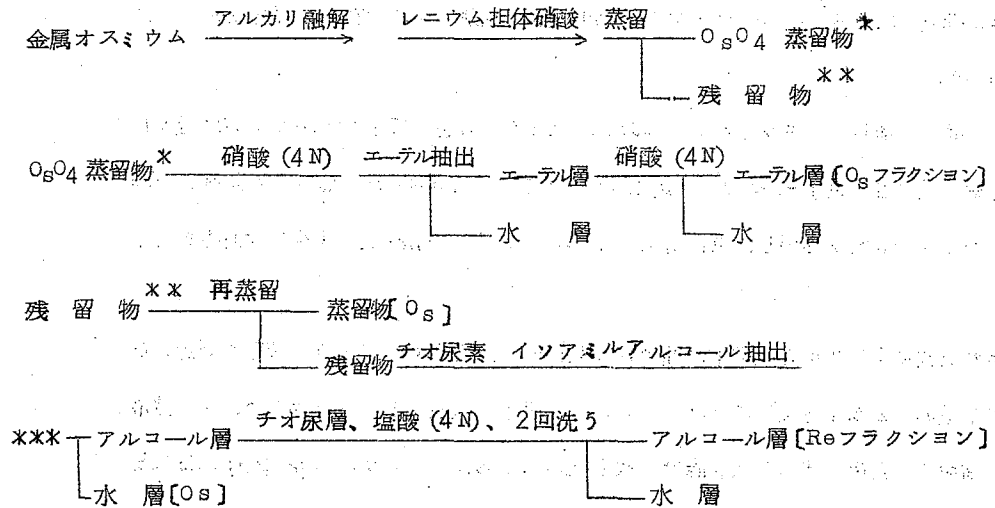 金属オスミウム アルカリ融解 レニウム担体硝酸 蒸留 OsO4 蒸留物*
残留物**
OsO4 蒸留物* 硝酸 (4N) エーテル抽出 エーテル層 硝酸 (4N) エーテル層〔Osフラクション〕
水層 水層
残留物** 再蒸留 蒸留物〔Os〕
残留物 チオ尿素 イソアミルアルコール抽出
*** アルコール層 チオ尿層、塩酸 (4N)、2回洗う アルコール層〔Reフラクション〕
水層〔Os〕 水層